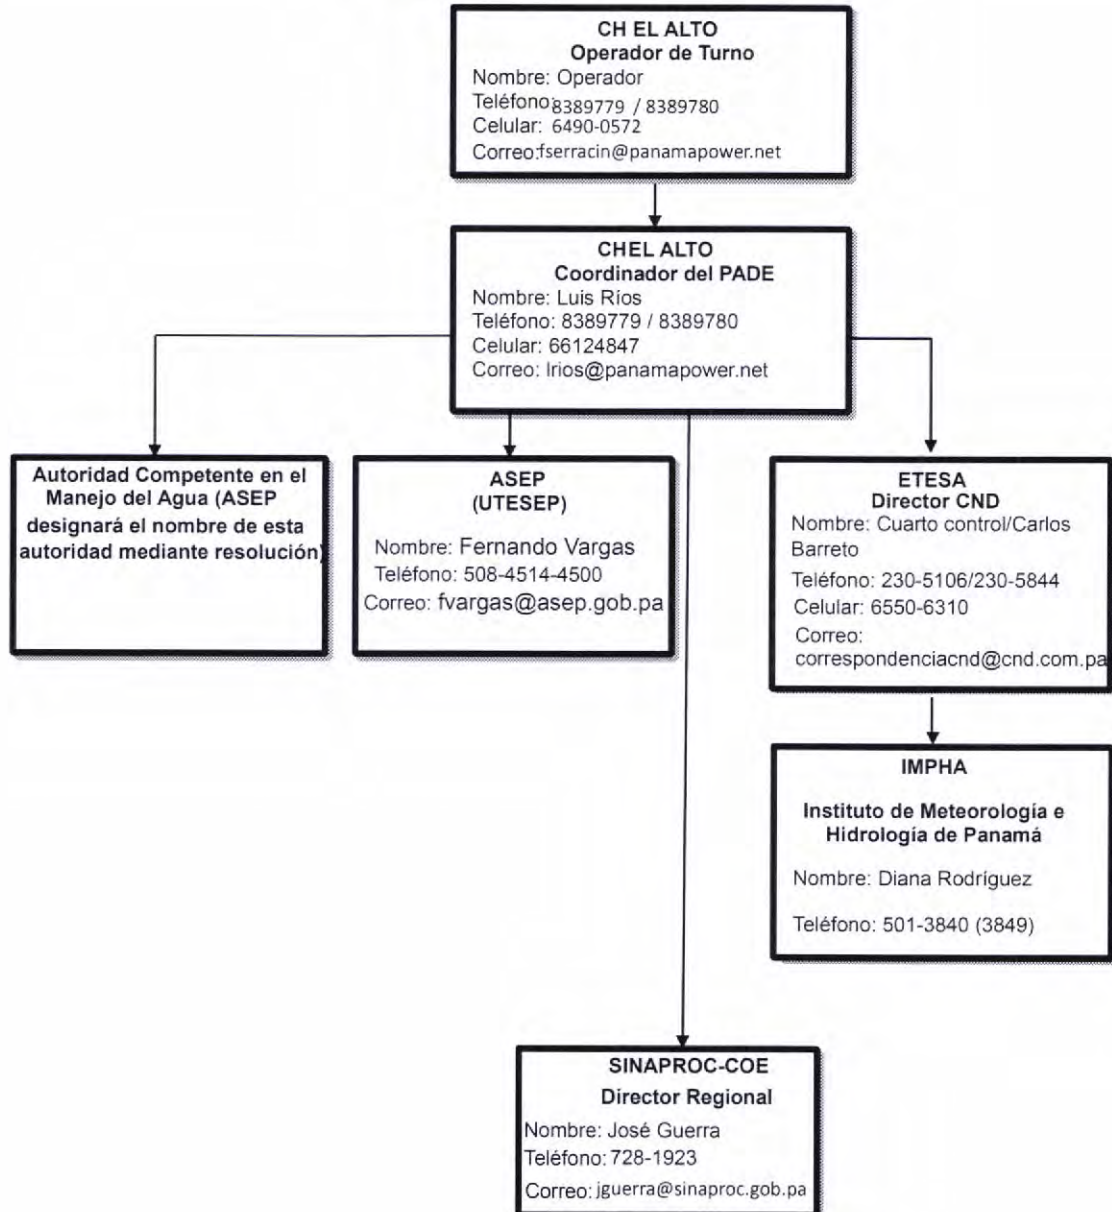 CH EL ALTO
Operador de Turno
Nombre: Operador
Teléfono:8389779 / 8389780
Celular: 6490-0572
Correo:fserracin@panamapower.net
CHEL ALTO
Coordinador del PADE
Nombre: Luis Ríos
Teléfono: 8389779 / 8389780
Celular: 66124847
Correo: lrios@panamapower.net
Autoridad Competente en el
Manejo del Agua (ASEP
designará el nombre de esta
autoridad mediante resolución)
ASEP
(UTESEP)
Nombre: Fernando Vargas
Teléfono: 508-4514-4500
Correo: fvargas@asep.gob.pa
ETESA
Director CND
Nombre: Cuarto control/Carlos
Barreto
Teléfono: 230-5106/230-5844
Celular: 6550-6310
Correo:
correspondenciacnd@cnd.com.pa
IMPHA
Instituto de Meteorología e
Hidrología de Panamá
Nombre: Diana Rodríguez
Teléfono: 501-3840 (3849)
SINAPROC-COE
Director Regional
Nombre: José Guerra
Teléfono: 728-1923
Correo: jguerra@sinaproc.gob.pa